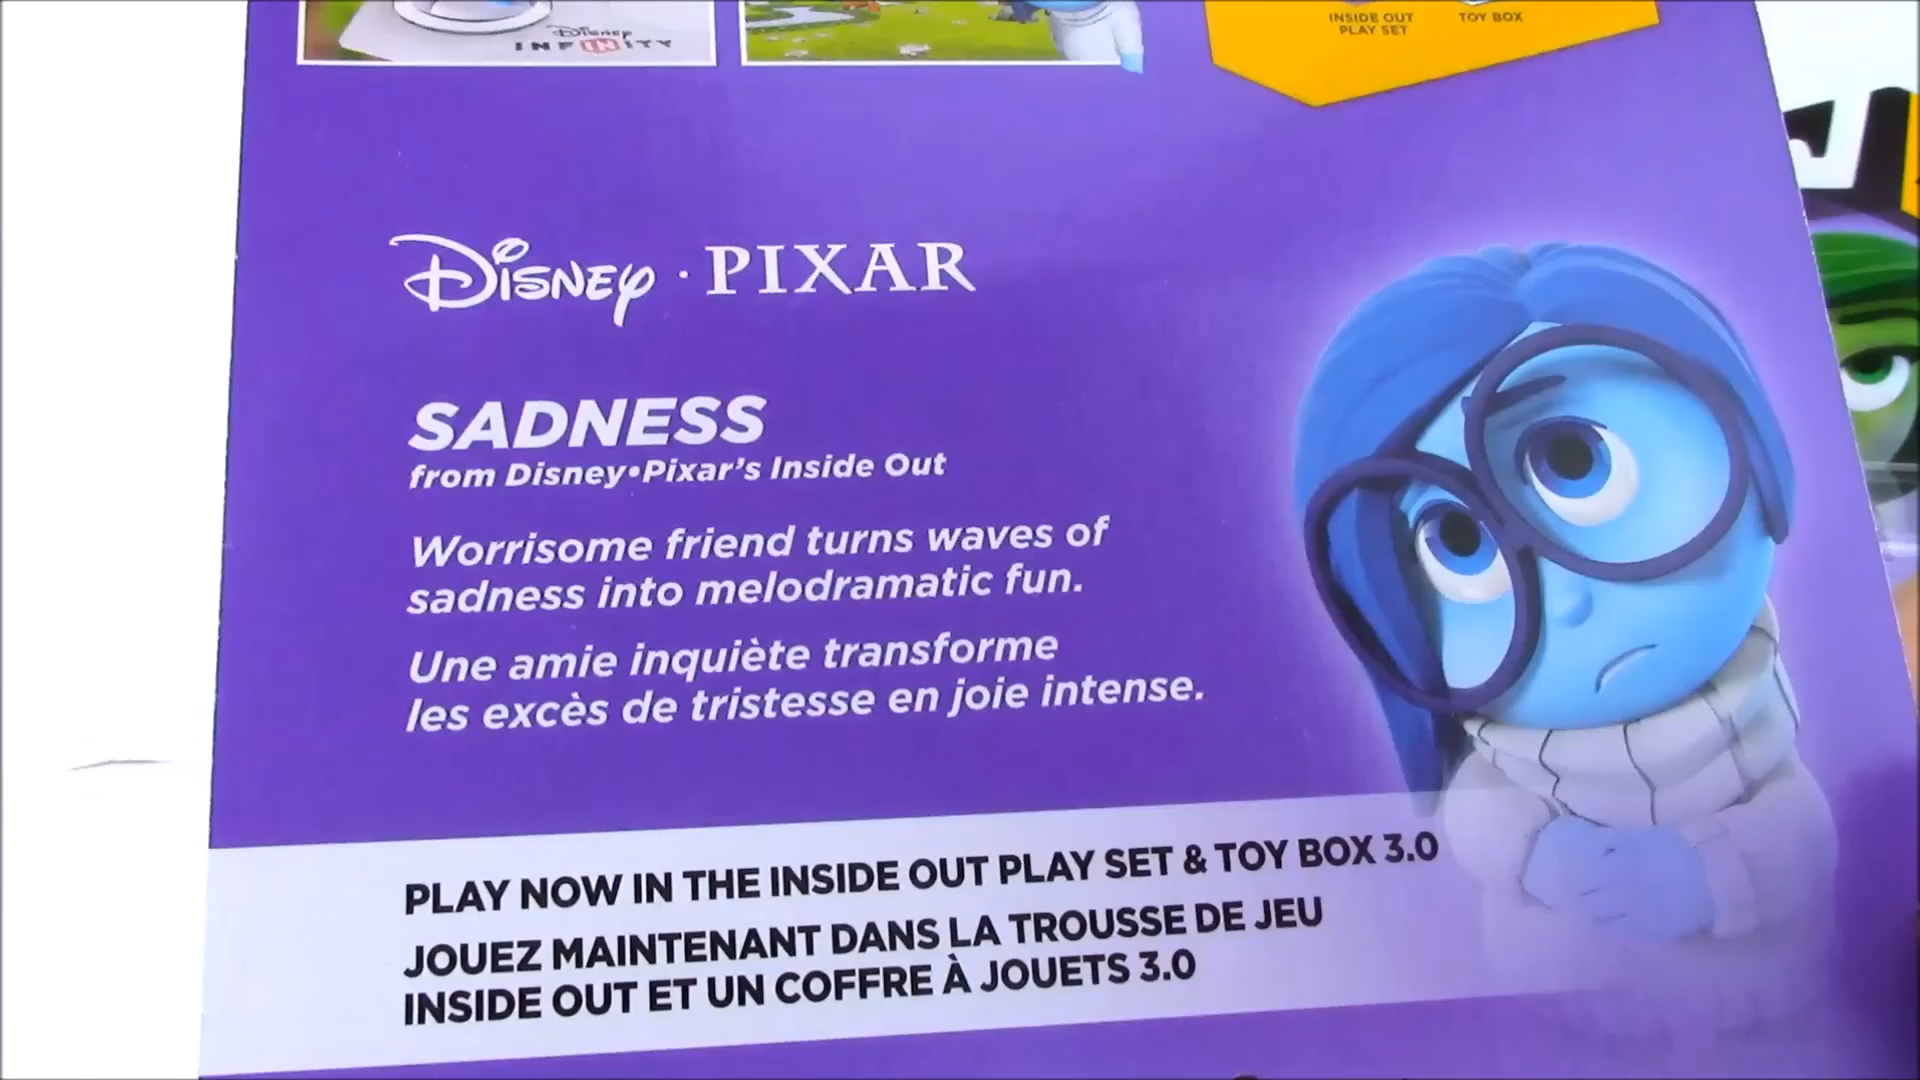 Disney
INFINITY
INSIDE OUT
PLAY SET
TOY BOX
Disney · PIXAR
SADNESS
from Disney•Pixar's Inside Out
Worrisome friend turns waves of
sadness into melodramatic fun.
Une amie inquiète transforme
les excès de tristesse en joie intense.
PLAY NOW IN THE INSIDE OUT PLAY SET & TOY BOX 3.0
JOUEZ MAINTENANT DANS LA TROUSSE DE JEU
INSIDE OUT ET UN COFFRE À JOUETS 3.0